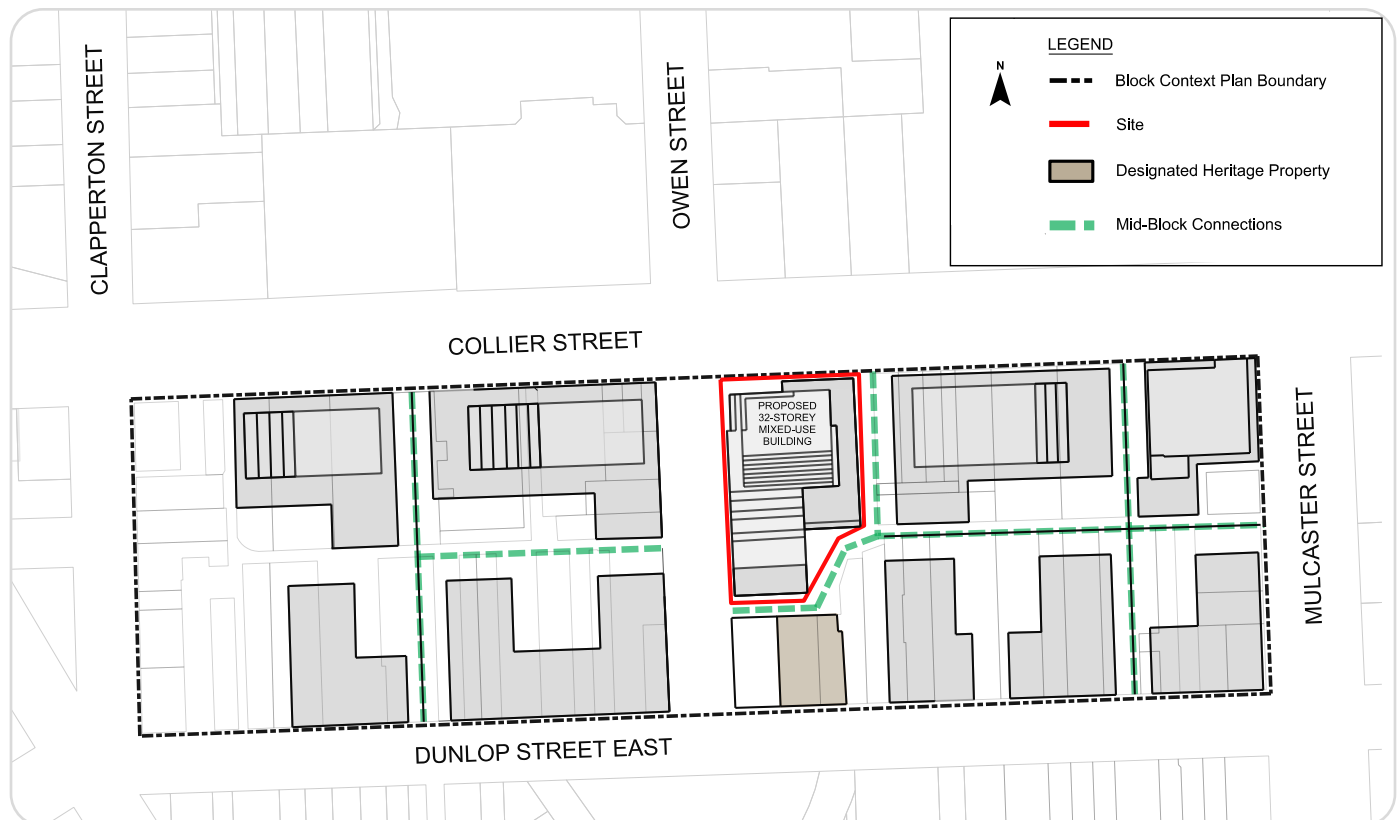 LEGEND
N
Block Context Plan Boundary
Site
Designated Heritage Property
Mid-Block Connections
CLAPPERTON STREET
OWEN STREET
COLLIER STREET
PROPOSED
32-STOREY
MIXED-USE
BUILDING
MULCASTER STREET
DUNLOP STREET EAST